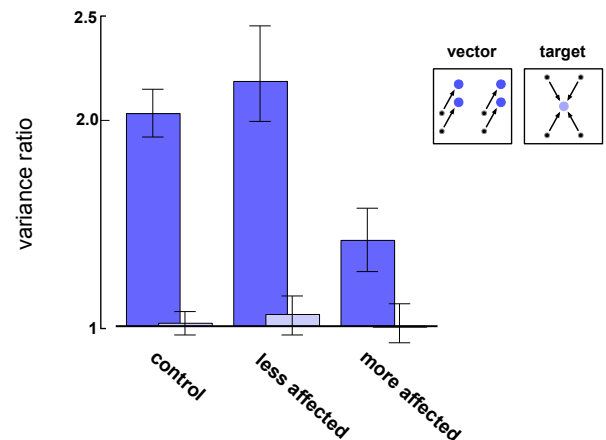 2.5
vector target
2.0
variance ratio
1
control
less affected
more affected